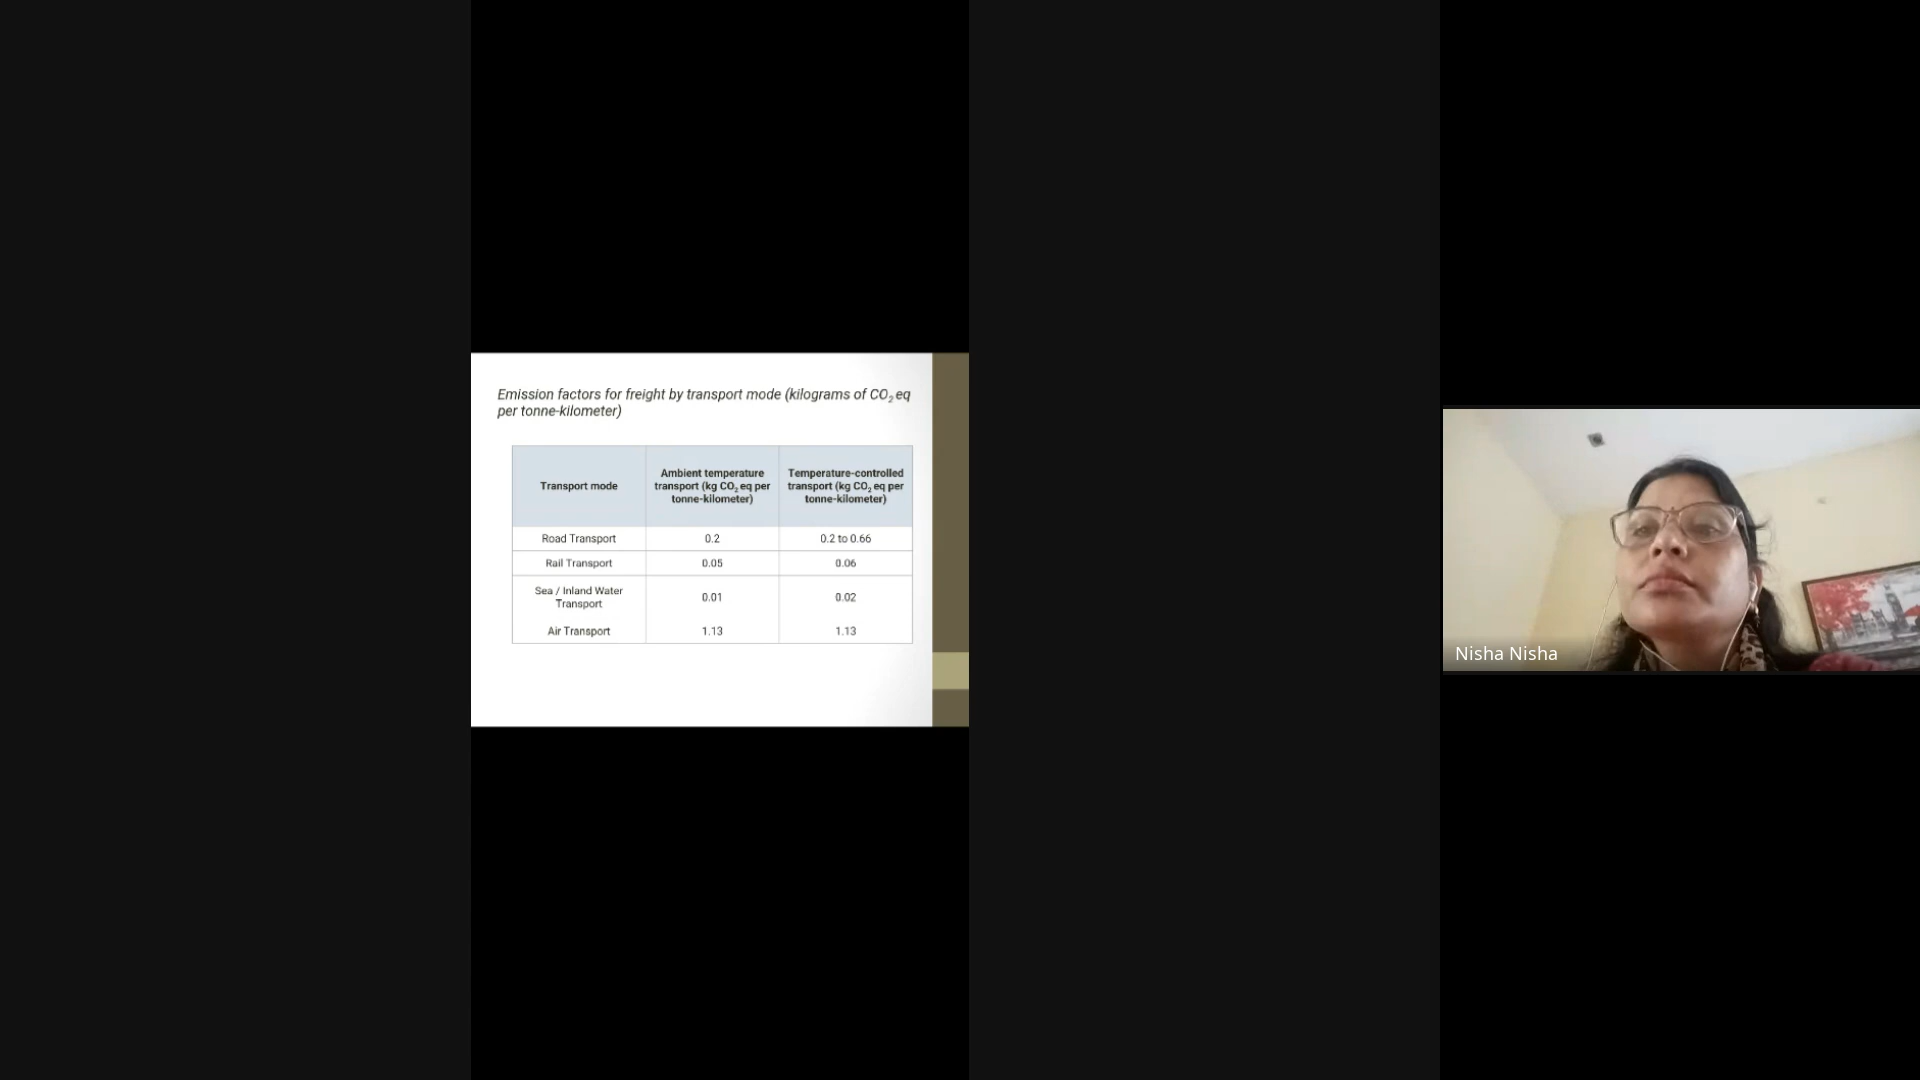 Emission factors for freight by transport mode (kilograms of CO₂ eq
per tonne-kilometer)
Transport mode
Ambient temperature
transport (kg CO₂ eq per
tonne-kilometer)
Temperature-controlled
transport (kg CO₂ eq per
tonne-kilometer)
Road Transport
0.2
0.2 to 0.66
Rail Transport
0.05
0.06
Sea / Inland Water
Transport
0.01
0.02
Air Transport
1.13
1.13
Nisha Nisha